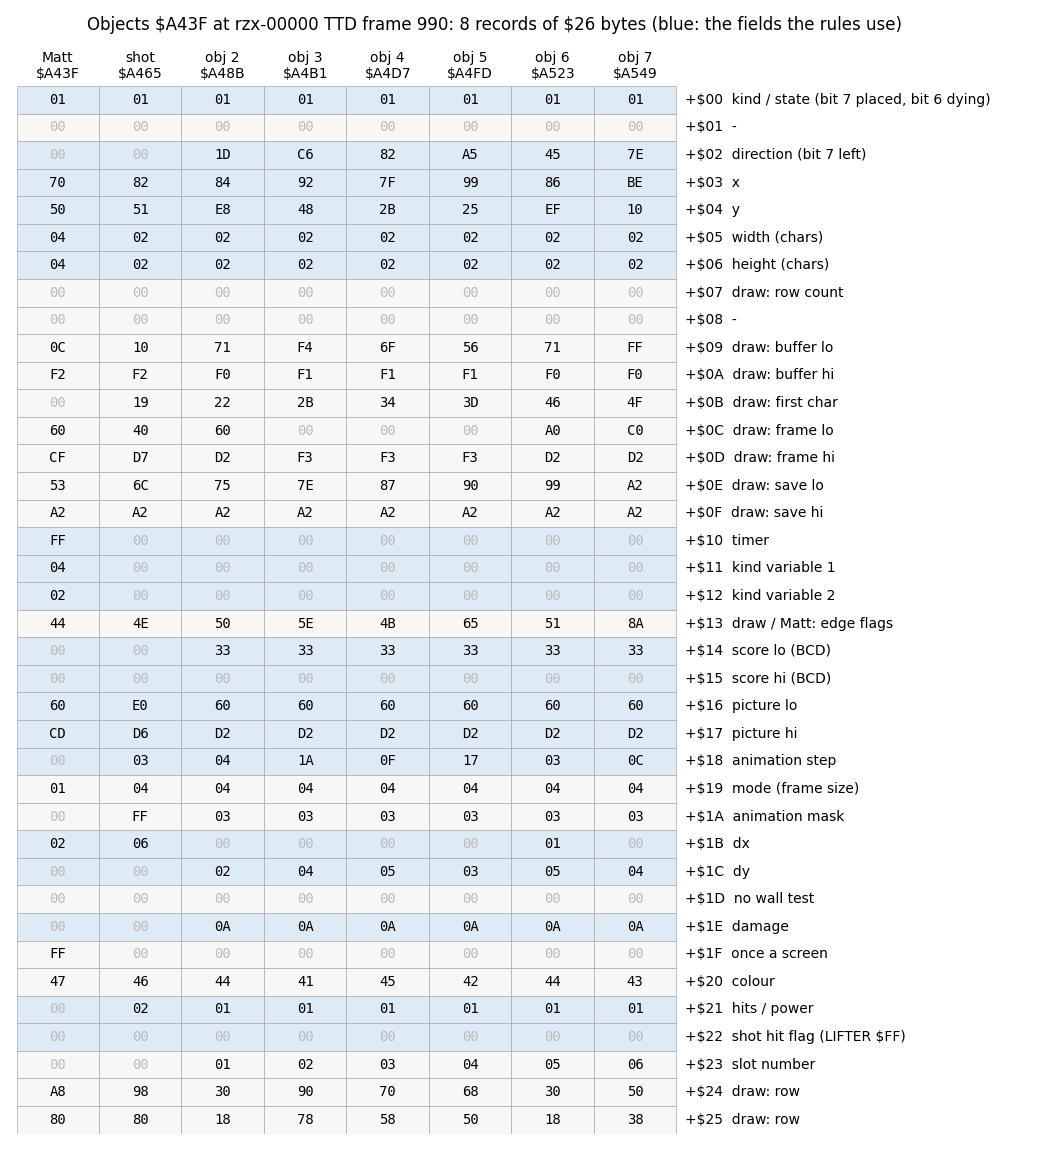 Objects $A43F at rzx-00000 TTD frame 990: 8 records of $26 bytes (blue: the fields the rules use)
Matt shot obj 2 obj 3 obj 4 obj 5 obj 6 obj 7
$A43F $A465 $A48B $A4B1 $A4D7 $A4FD $A523 $A549
01 01 01 01 01 01 01 01 +$00 kind / state (bit 7 placed, bit 6 dying)
00 00 00 00 00 00 00 00 +$01 -
00 00 1D C6 82 A5 45 7E +$02 direction (bit 7 left)
70 82 84 92 7F 99 86 BE +$03 x
50 51 E8 48 2B 25 EF 10 +$04 y
04 02 02 02 02 02 02 02 +$05 width (chars)
04 02 02 02 02 02 02 02 +$06 height (chars)
00 00 00 00 00 00 00 00 +$07 draw: row count
00 00 00 00 00 00 00 00 +$08 -
0C 10 71 F4 6F 56 71 FF +$09 draw: buffer lo
F2 F2 F0 F1 F1 F1 F0 F0 +$0A draw: buffer hi
00 19 22 2B 34 3D 46 4F +$0B draw: first char
60 40 60 00 00 00 A0 C0 +$0C draw: frame lo
CF D7 D2 F3 F3 F3 D2 D2 +$0D draw: frame hi
53 6C 75 7E 87 90 99 A2 +$0E draw: save lo
A2 A2 A2 A2 A2 A2 A2 A2 +$0F draw: save hi
FF 00 00 00 00 00 00 00 +$10 timer
04 00 00 00 00 00 00 00 +$11 kind variable 1
02 00 00 00 00 00 00 00 +$12 kind variable 2
44 4E 50 5E 4B 65 51 8A +$13 draw / Matt: edge flags
00 00 33 33 33 33 33 33 +$14 score lo (BCD)
00 00 00 00 00 00 00 00 +$15 score hi (BCD)
60 E0 60 60 60 60 60 60 +$16 picture lo
CD D6 D2 D2 D2 D2 D2 D2 +$17 picture hi
00 03 04 1A 0F 17 03 0C +$18 animation step
01 04 04 04 04 04 04 04 +$19 mode (frame size)
00 FF 03 03 03 03 03 03 +$1A animation mask
02 06 00 00 00 00 01 00 +$1B dx
00 00 02 04 05 03 05 04 +$1C dy
00 00 00 00 00 00 00 00 +$1D no wall test
00 00 0A 0A 0A 0A 0A 0A +$1E damage
FF 00 00 00 00 00 00 00 +$1F once a screen
47 46 44 41 45 42 44 43 +$20 colour
00 02 01 01 01 01 01 01 +$21 hits / power
00 00 00 00 00 00 00 00 +$22 shot hit flag (LIFTER $FF)
00 00 01 02 03 04 05 06 +$23 slot number
A8 98 30 90 70 68 30 50 +$24 draw: row
80 80 18 78 58 50 18 38 +$25 draw: row